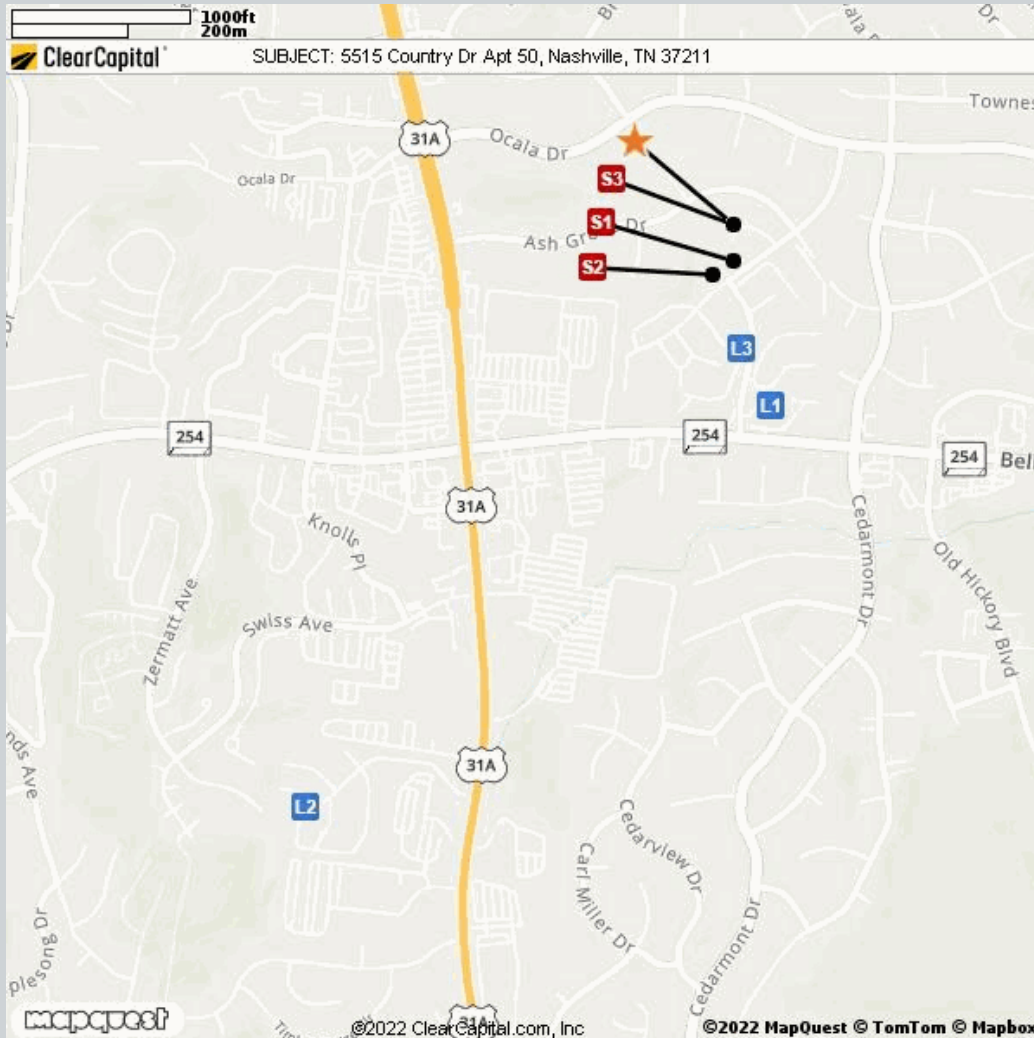 1000ft
200m
ClearCapital
SUBJECT: 5515 Country Dr Apt 50, Nashville, TN 37211
Townes
31A
Ocala Dr
Ocala Dr
S3
S1
Dr
Ash Gr
S2
L3
L1
254
254
254
Bell
31A
Knolls Pl
Cedarmont Dr
Old Hickory Blvd
Zermatt Ave
Swiss Ave
nds Ave
31A
L2
Cedarview Dr
Carl Miller Dr
Cedarmont Dr
plesong Dr
mapquest
31A
©2022 ClearCapital.com, Inc
©2022 MapQuest © TomTom © Mapbox